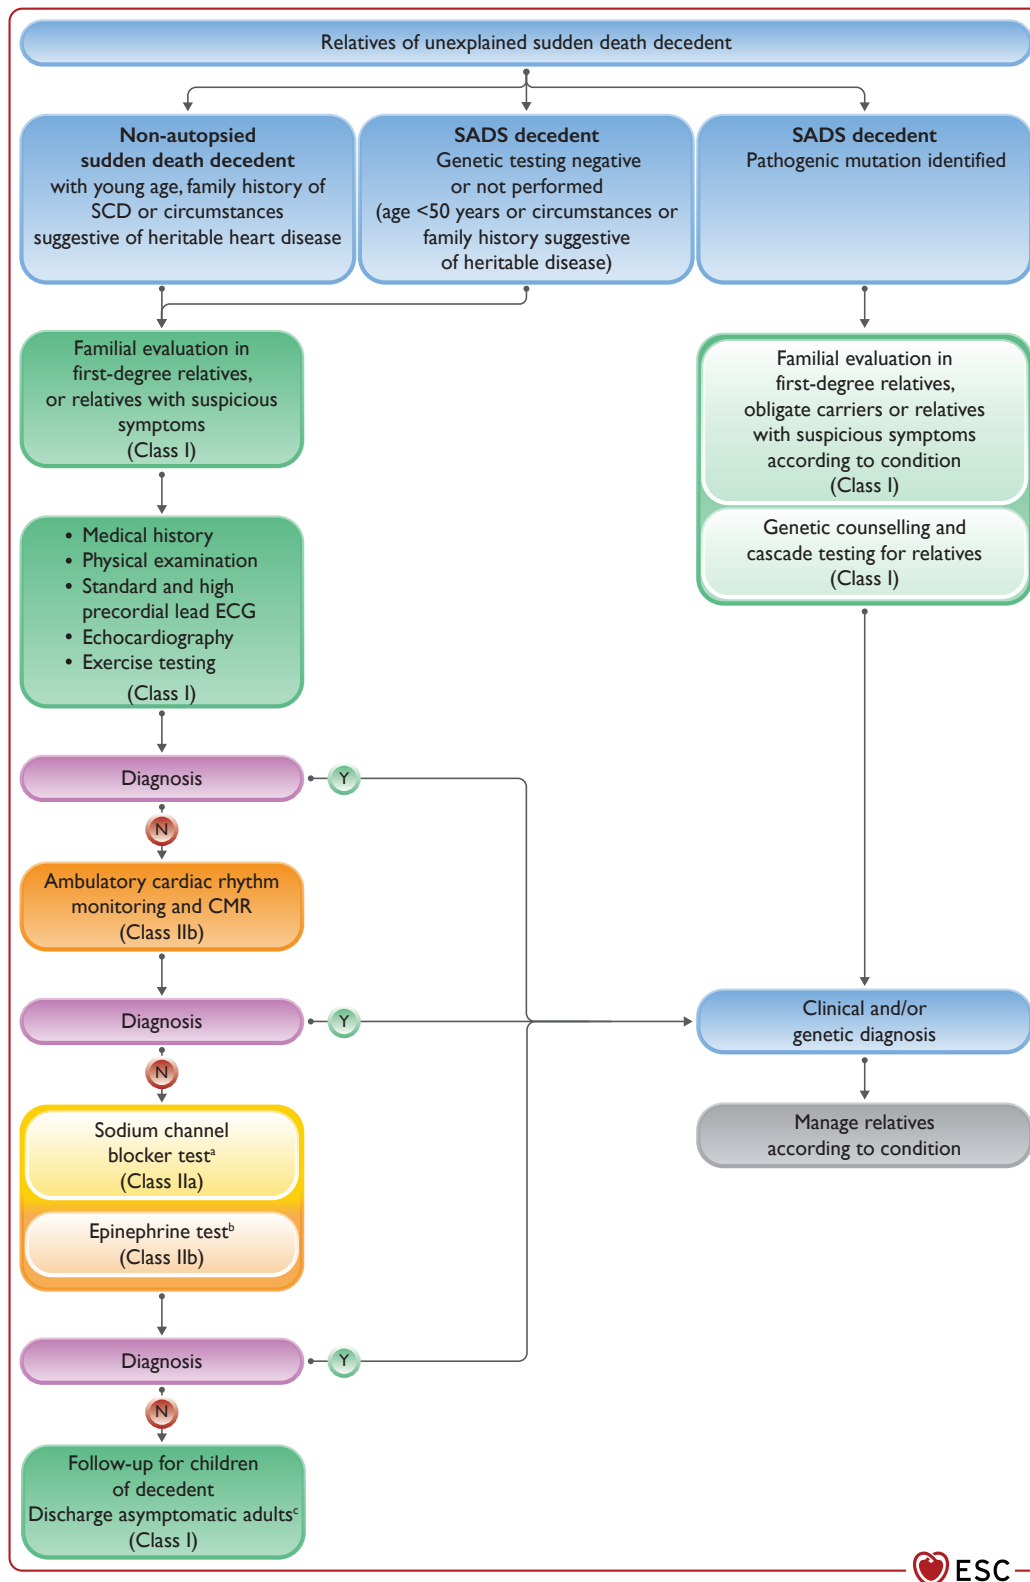 Relatives of unexplained sudden death decedent
Non-autopsied
sudden death decedent
with young age, family history of
SCD or circumstances
suggestive of heritable heart disease
SADS decedent
Genetic testing negative
or not performed
(age <50 years or circumstances or
family history suggestive
of heritable disease)
SADS decedent
Pathogenic mutation identified
Familial evaluation in
first-degree relatives,
or relatives with suspicious
symptoms
(Class I)
Familial evaluation in
first-degree relatives,
obligate carriers or relatives
with suspicious symptoms
according to condition
(Class I)
Genetic counselling and
cascade testing for relatives
(Class I)
• Medical history
• Physical examination
• Standard and high
precordial lead ECG
• Echocardiography
• Exercise testing
(Class I)
Diagnosis
Y
N
Ambulatory cardiac rhythm
monitoring and CMR
(Class IIb)
Diagnosis
Y
Clinical and/or
genetic diagnosis
N
Sodium channel
blocker testᵃ
(Class IIa)
Manage relatives
according to condition
Epinephrine testᵇ
(Class IIb)
Diagnosis
Y
N
Follow-up for children
of decedent
Discharge asymptomatic adultsᶜ
(Class I)
ESC